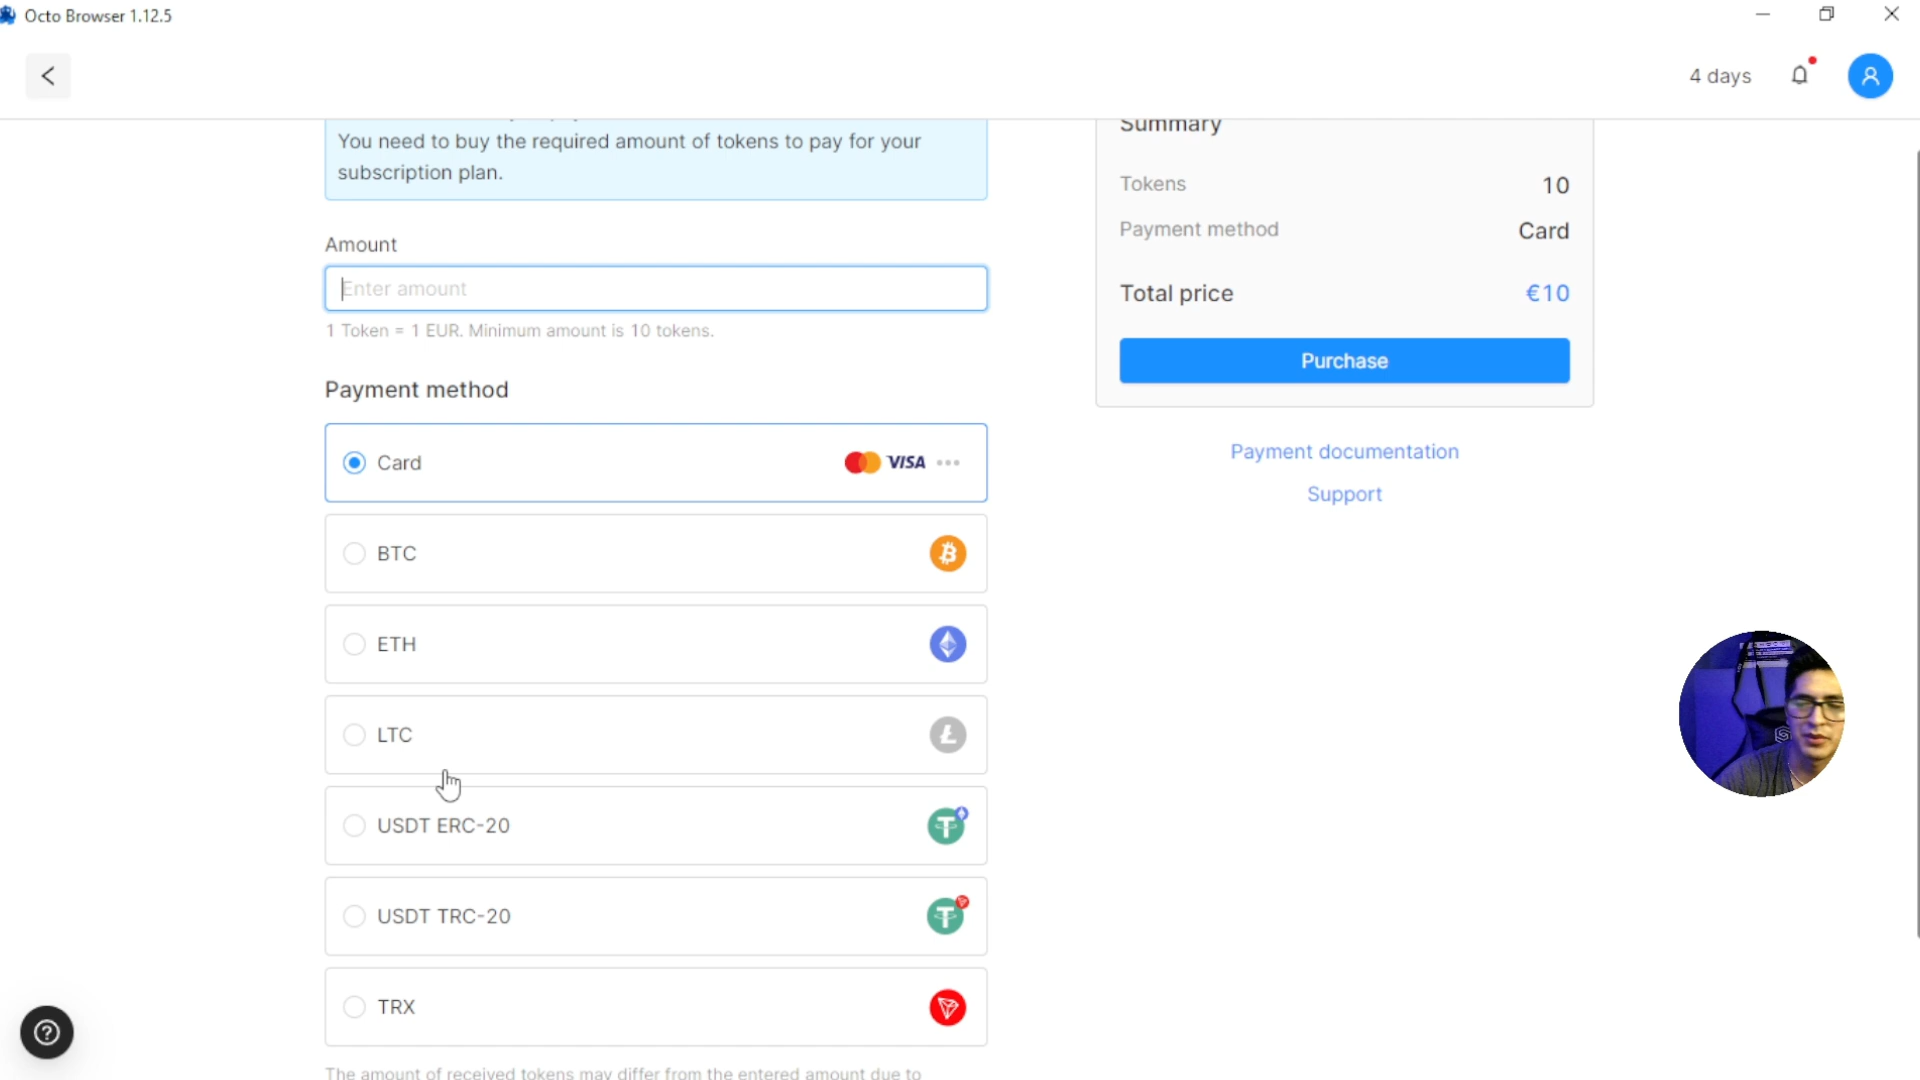 Octo Browser 1.12.5
4 days
You need to buy the required amount of tokens to pay for your
subscription plan.
Amount
Enter amount
1 Token = 1 EUR. Minimum amount is 10 tokens.
Payment method
Card
VISA
BTC
ETH
LTC
USDT ERC-20
USDT TRC-20
TRX
The amount of received tokens may differ from the entered amount due to
Summary
Tokens 10
Payment method Card
Total price €10
Purchase
Payment documentation
Support